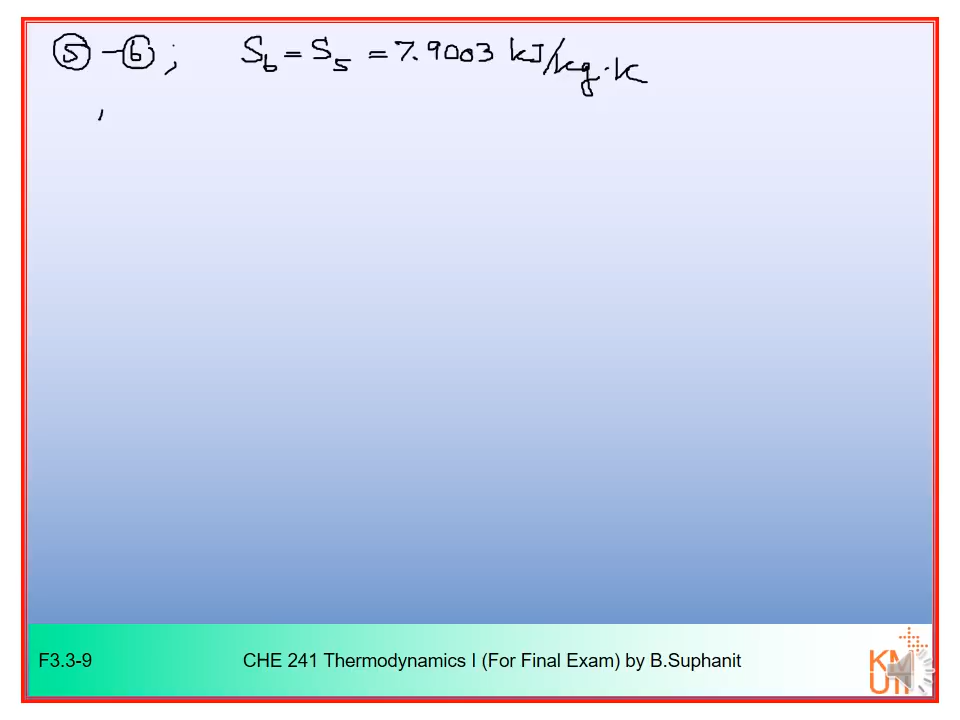 ⑤ – ⑥ ; S₆ = S₅ = 7.9003 kJ/kg·K
F3.3-9
CHE 241 Thermodynamics I (For Final Exam) by B.Suphanit